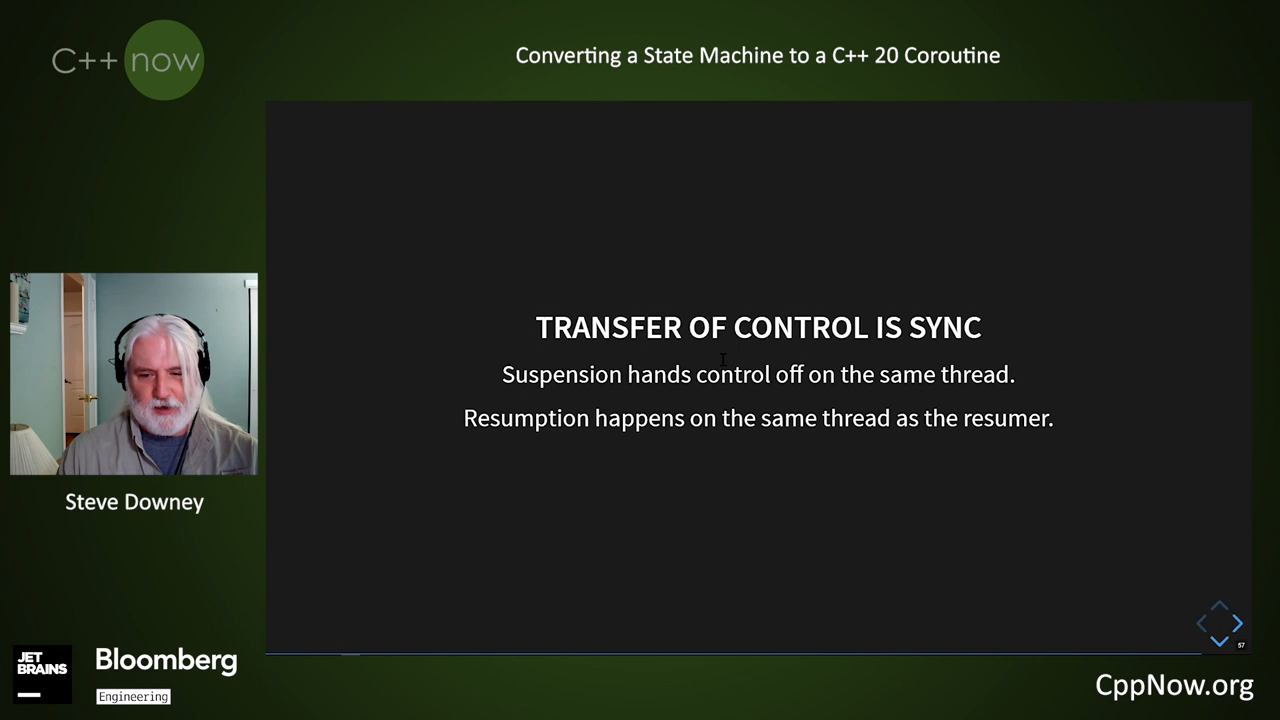 C++ now
Converting a State Machine to a C++ 20 Coroutine
TRANSFER OF CONTROL IS SYNC
Suspension hands control off on the same thread.
Resumption happens on the same thread as the resumer.
Steve Downey
57
JET
BRAINS
Bloomberg
Engineering
CppNow.org